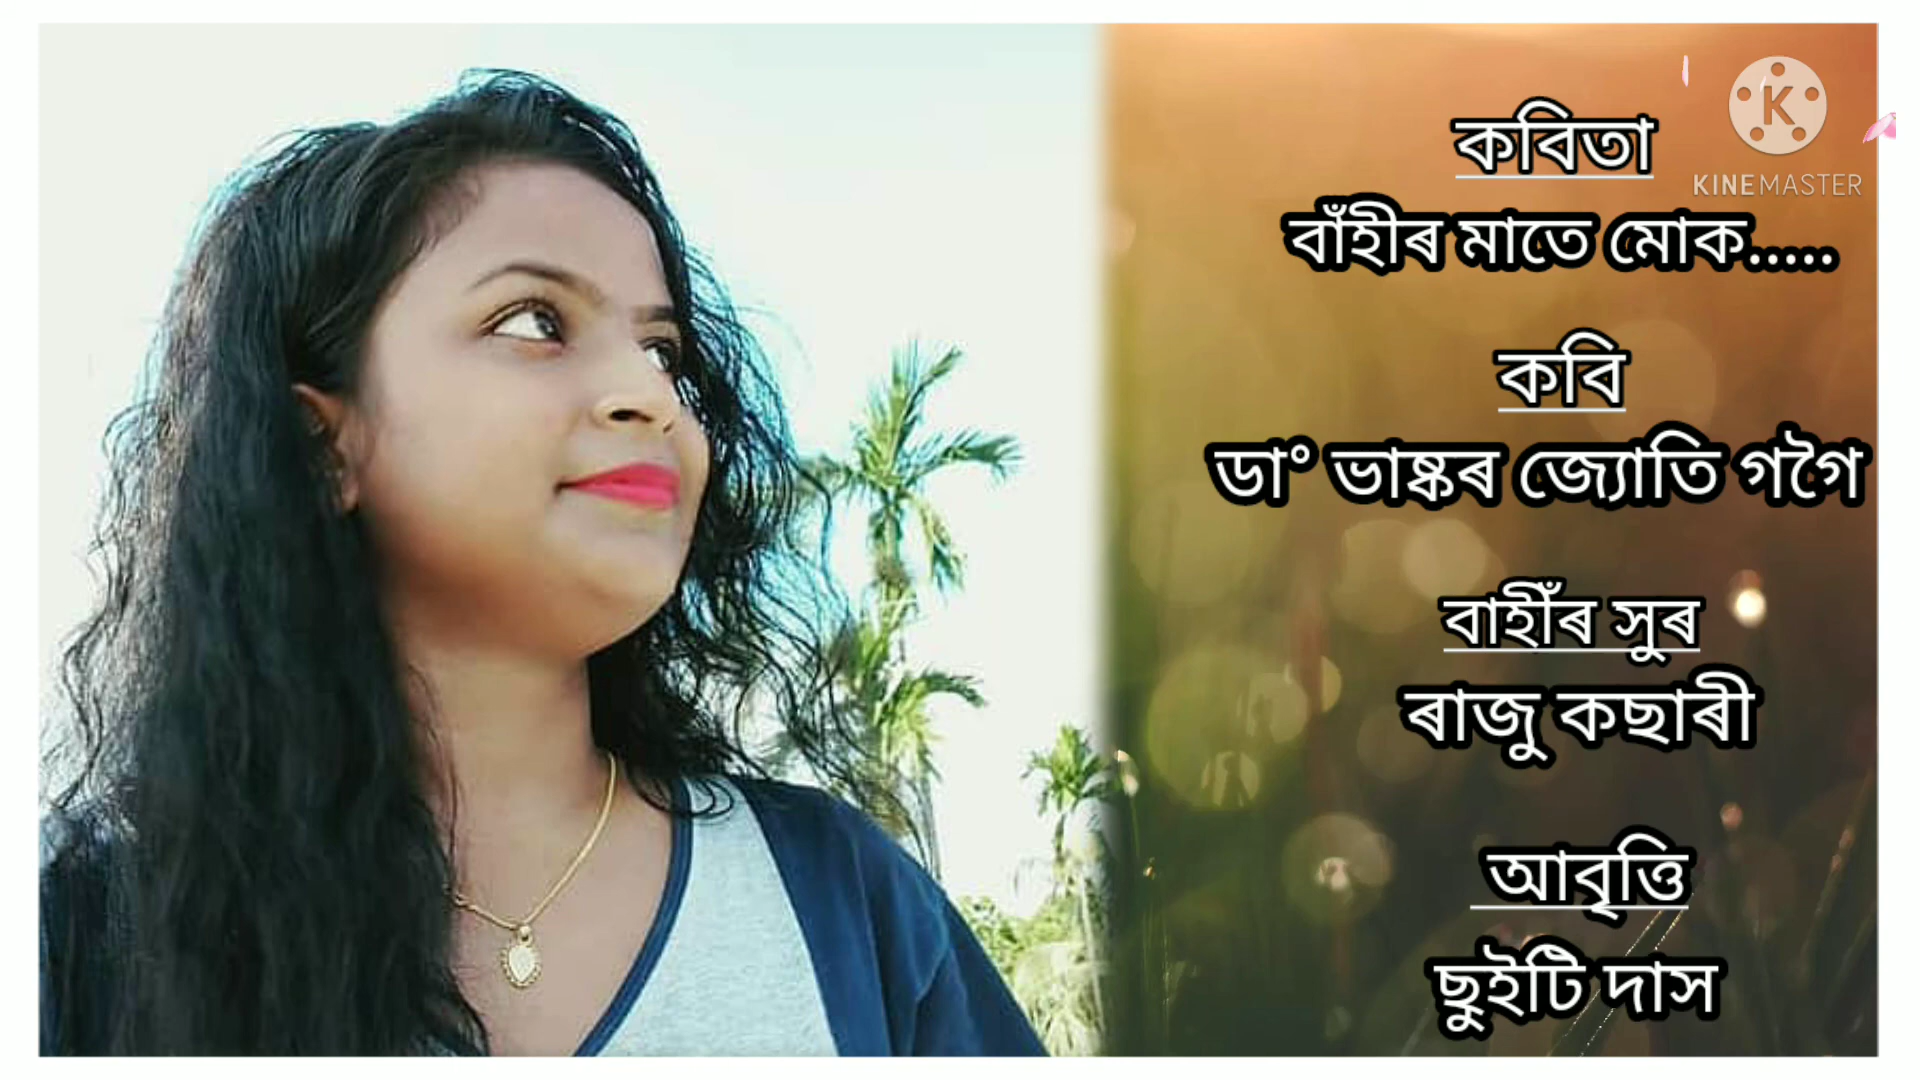 কবিতা
বাঁহীৰ মাতে মোক.....
কবি
ডা° ভাষ্কৰ জ্যোতি গগৈ
বাহীঁৰ সুৰ
ৰাজু কছাৰী
আবৃত্তি
ছুইটি দাস
K
KINEMASTER